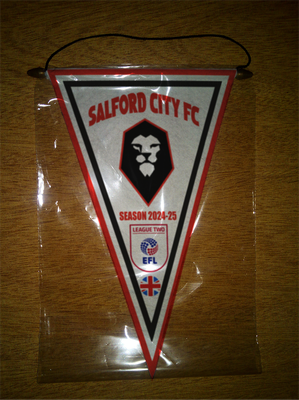 SALFORD CITY FC
SEASON 2024-25
LEAGUE TWO
EFL